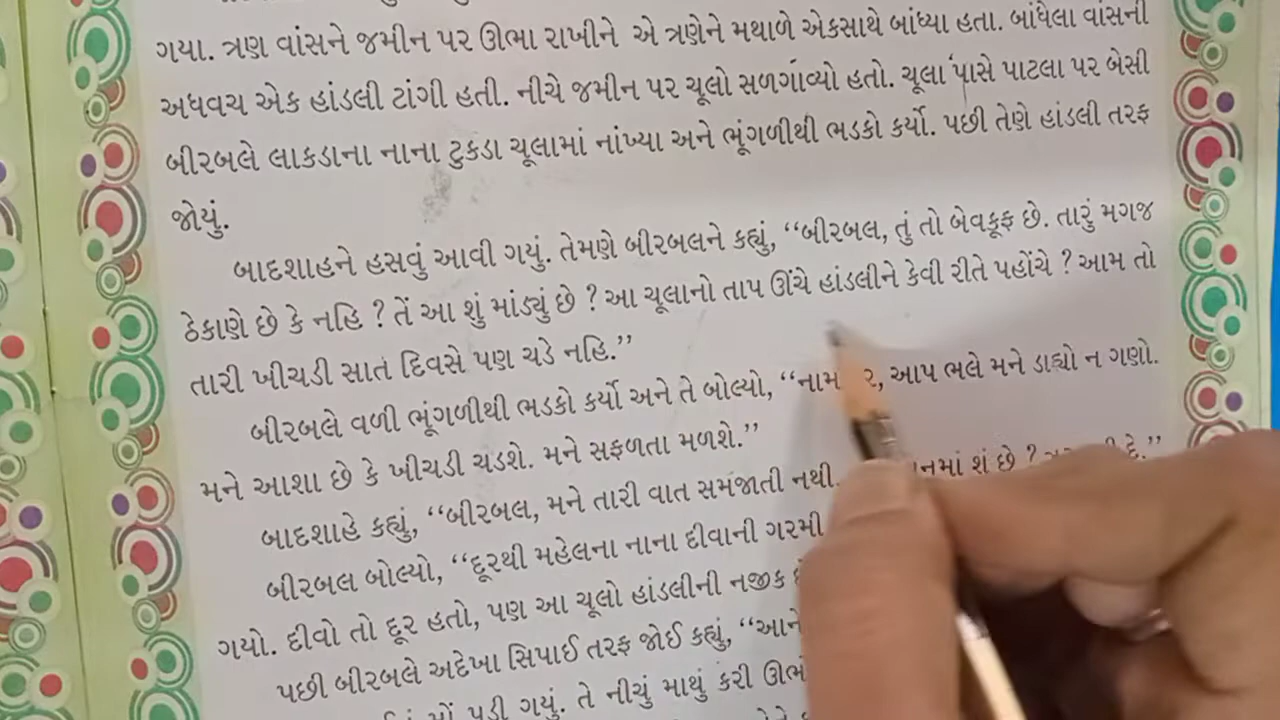 ગયા. ત્રણ વાંસને જમીન પર ઊભા રાખીને એ ત્રણેને મથાળે એકસાથે બાંધ્યા હતા. બાંધેલા વાંસની
અધવચ એક હાંડલી ટાંગી હતી. નીચે જમીન પર ચૂલો સળગાવ્યો હતો. ચૂલા પાસે પાટલા પર બેસી
બીરબલે લાકડાના નાના ટુકડા ચૂલામાં નાંખ્યા અને ભૂંગળીથી ભડકો કર્યો. પછી તેણે હાંડલી તરફ
જોયું.
બાદશાહને હસવું આવી ગયું. તેમણે બીરબલને કહ્યું, “બીરબલ, તું તો બેવકૂફ છે. તારું મગજ
ઠેકાણે છે કે નહિ ? તેં આ શું માંડ્યું છે ? આ ચૂલાનો તાપ ઊંચે હાંડલીને કેવી રીતે પહોંચે ? આમ તો
તારી ખીચડી સાત દિવસે પણ ચડે નહિ.”
બીરબલે વળી ભૂંગળીથી ભડકો કર્યો અને તે બોલ્યો, આપ ભલે મને ડાહ્યો ન ગણો.
મને આશા છે કે ખીચડી ચડશે. મને સફળતા મળશે.”
બાદશાહે કહ્યું, “બીરબલ, મને તારી વાત સમજાતી નથી. શું છે ?
બીરબલ બોલ્યો, “દૂરથી મહેલના નાના દીવાની ગરમી
ગયો. દીવો તો દૂર હતો, પણ આ ચૂલો હાંડલીની નજીક
પછી બીરબલે અદેખા સિપાઈ તરફ જોઈ કહ્યું, “આને
મોં પડી ગયું. તે નીચું માથું કરી